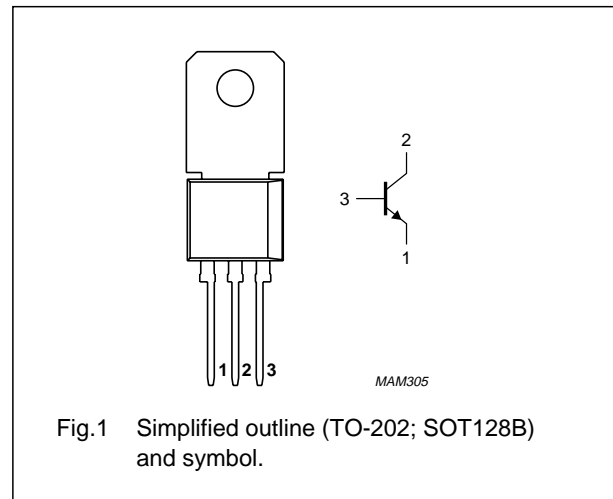 2
3
1
1 2 3
MAM305
Fig.1 Simplified outline (TO-202; SOT128B)
and symbol.